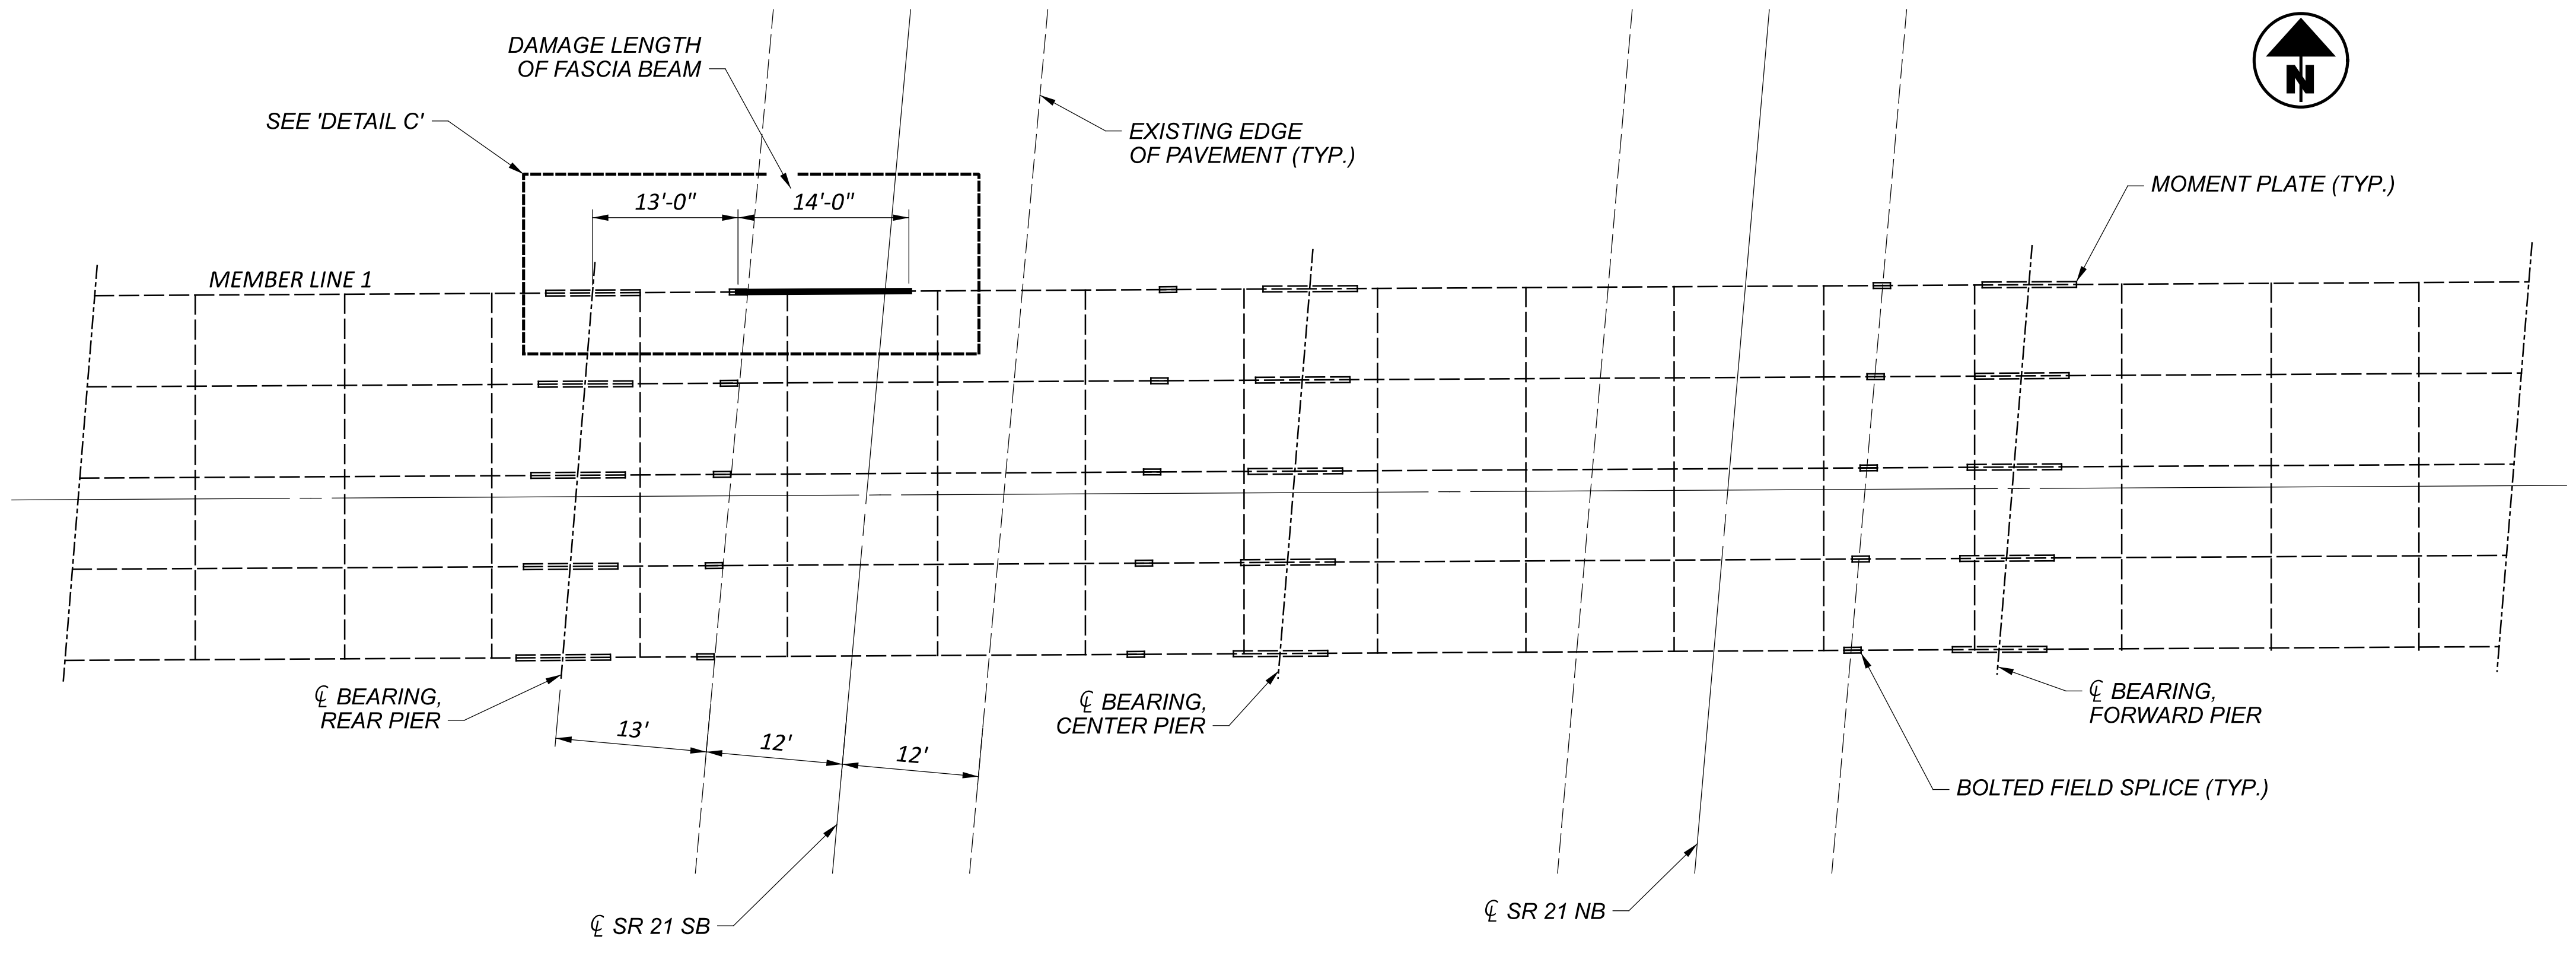 DAMAGE LENGTH
OF FASCIA BEAM
N
SEE 'DETAIL C'
EXISTING EDGE
OF PAVEMENT (TYP.)
MOMENT PLATE (TYP.)
13'-0"
14'-0"
MEMBER LINE 1
℄ BEARING,
REAR PIER
℄ BEARING,
CENTER PIER
℄ BEARING,
FORWARD PIER
13'
12'
12'
BOLTED FIELD SPLICE (TYP.)
℄ SR 21 SB
℄ SR 21 NB